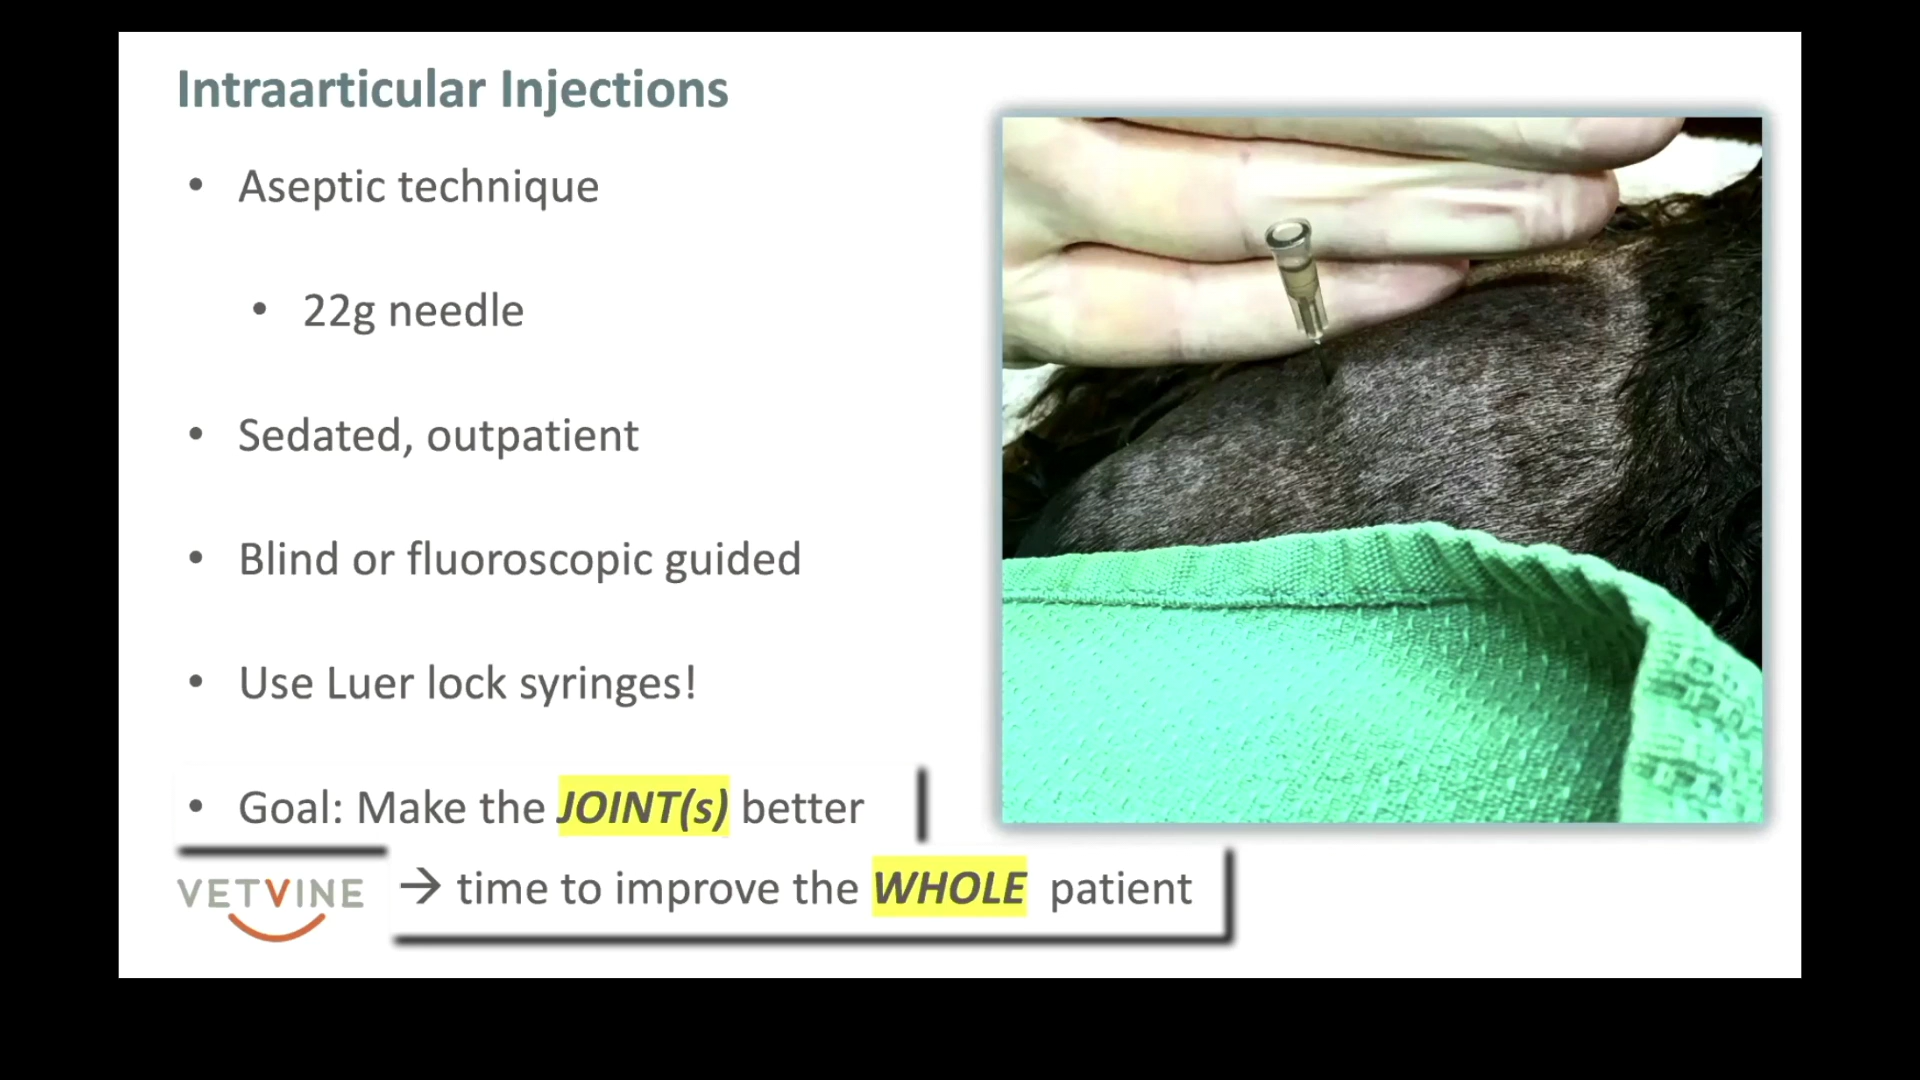 Intraarticular Injections
• Aseptic technique
• 22g needle
• Sedated, outpatient
• Blind or fluoroscopic guided
• Use Luer lock syringes!
• Goal: Make the JOINT(s) better
→ time to improve the WHOLE patient
VETVINE